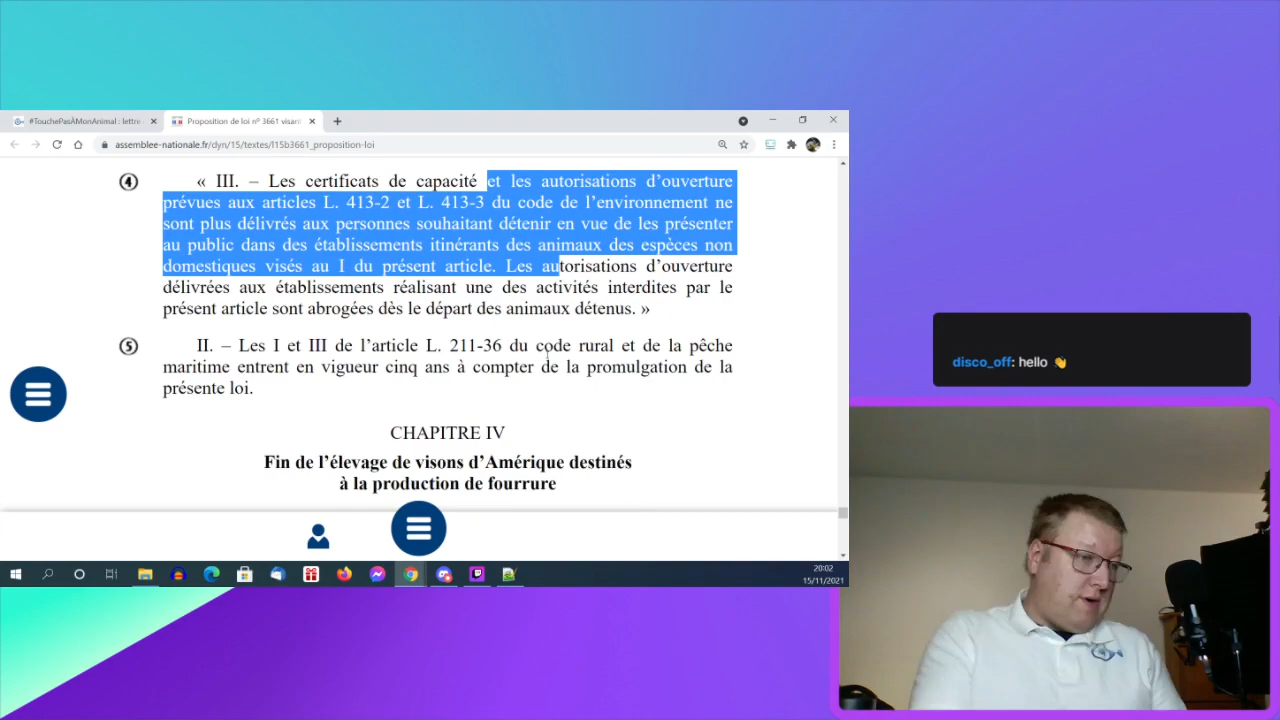 #TouchePasÀMonAnimal : lettre
Proposition de loi nº 3661 visan
assemblee-nationale.fr/dyn/15/textes/l15b3661_proposition-loi
4 « III. – Les certificats de capacité et les autorisations d’ouverture
prévues aux articles L. 413-2 et L. 413-3 du code de l’environnement ne
sont plus délivrés aux personnes souhaitant détenir en vue de les présenter
au public dans des établissements itinérants des animaux des espèces non
domestiques visés au I du présent article. Les autorisations d’ouverture
délivrées aux établissements réalisant une des activités interdites par le
présent article sont abrogées dès le départ des animaux détenus. »
5 II. – Les I et III de l’article L. 211-36 du code rural et de la pêche
maritime entrent en vigueur cinq ans à compter de la promulgation de la
présente loi.
CHAPITRE IV
Fin de l’élevage de visons d’Amérique destinés
à la production de fourrure
20:02
15/11/2021
disco_off: hello 👋